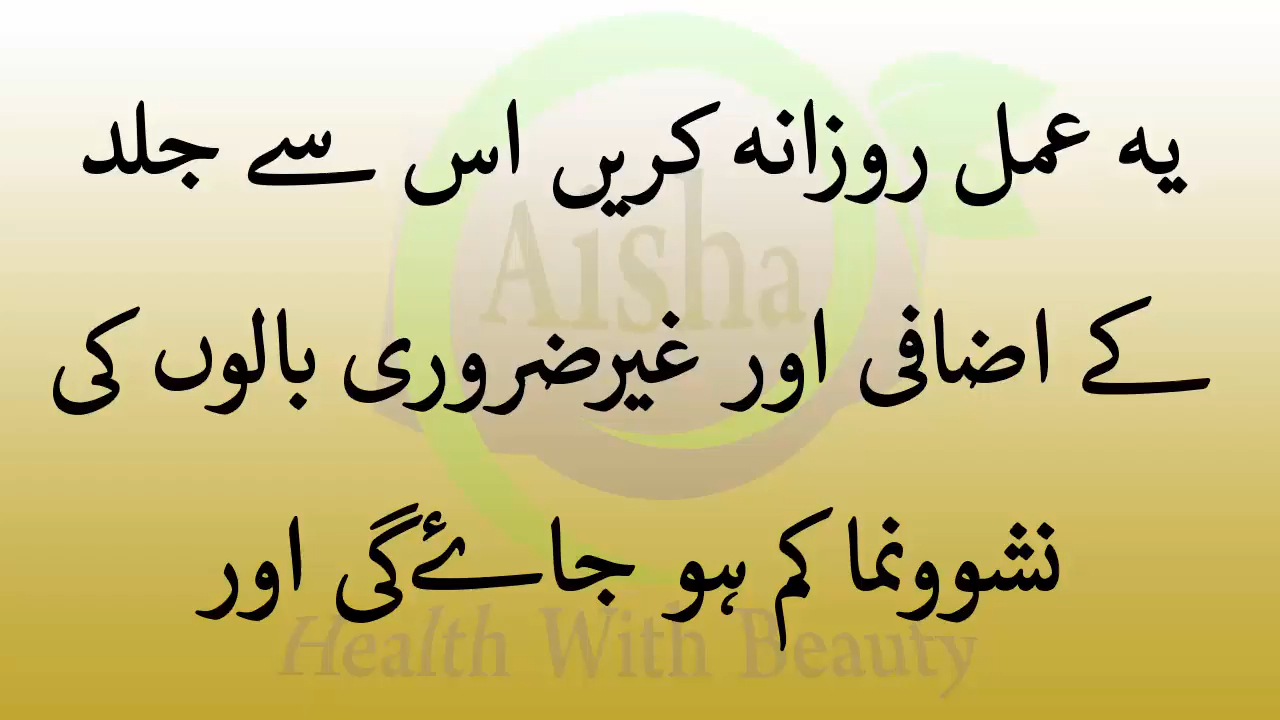 یہ عمل روزانہ کریں اس سے جلد
کے اضافی اور غیرضروری بالوں کی
نشوونما کم ہو جائےگی اور
Aisha
Health With Beauty